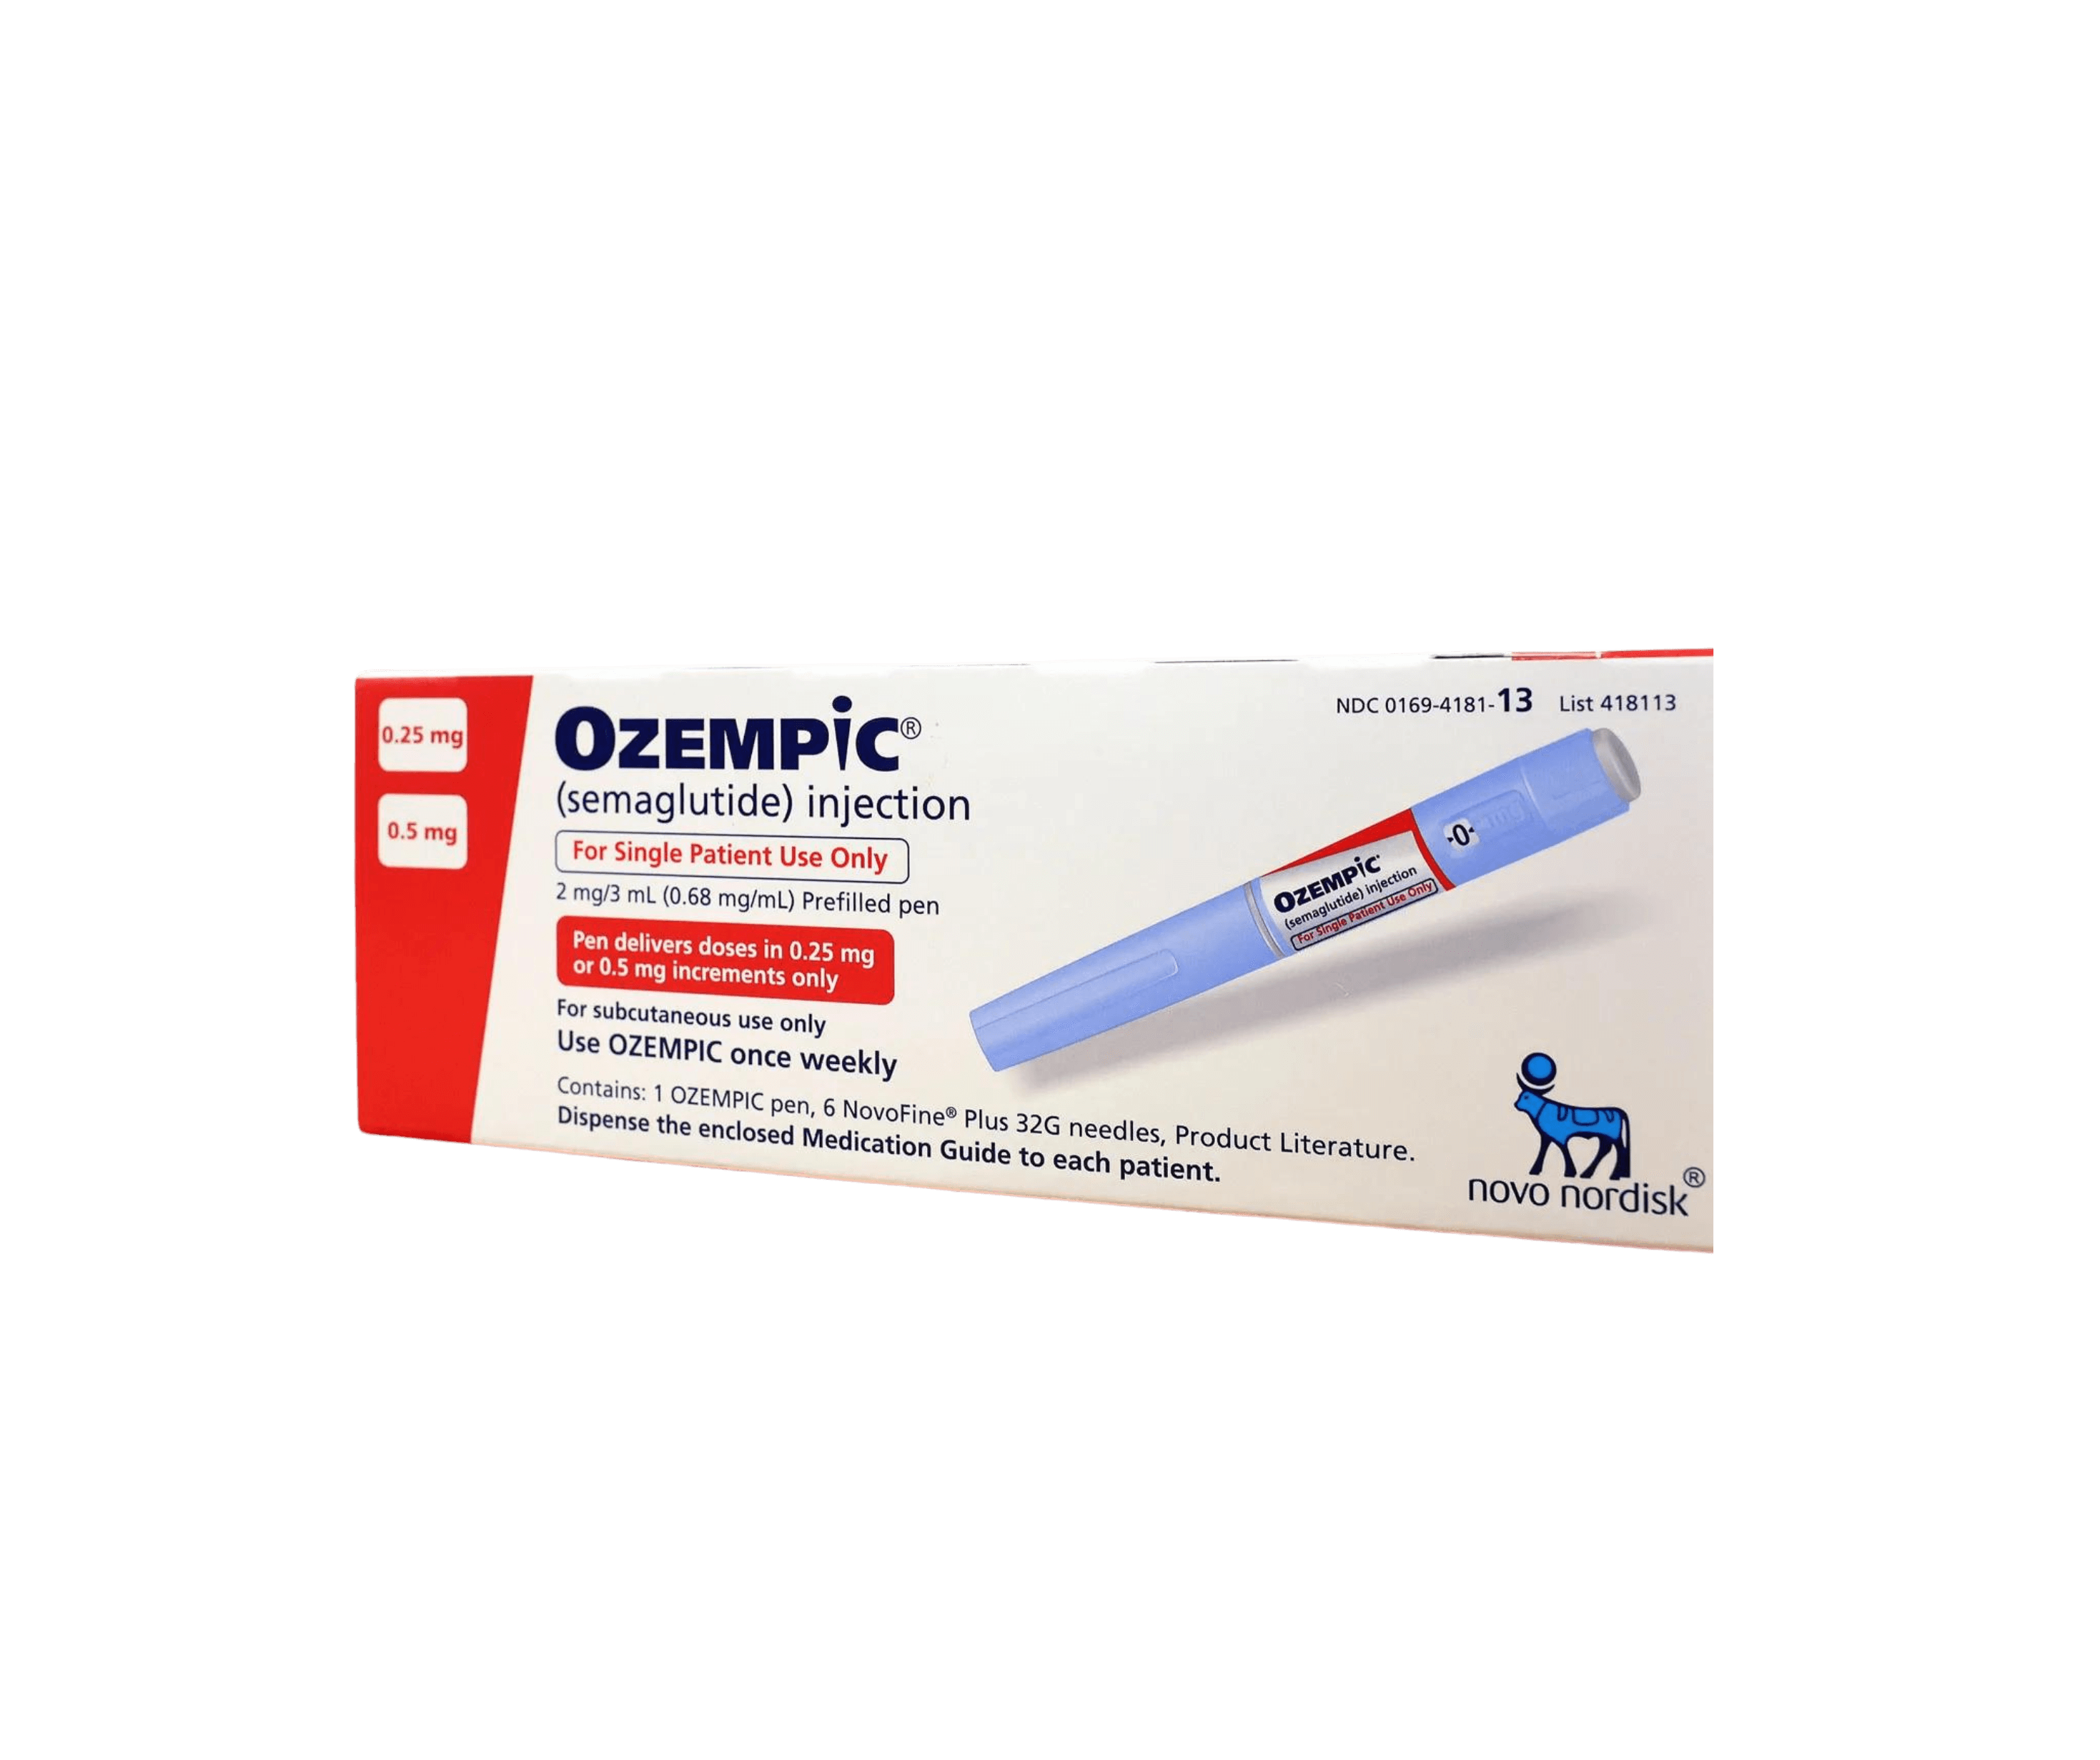 0.25 mg
0.5 mg
OZEMPIC®
(semaglutide) injection
For Single Patient Use Only
2 mg/3 mL (0.68 mg/mL) Prefilled pen
Pen delivers doses in 0.25 mg
or 0.5 mg increments only
For subcutaneous use only
Use OZEMPIC once weekly
Contains: 1 OZEMPIC pen, 6 NovoFine® Plus 32G needles, Product Literature.
Dispense the enclosed Medication Guide to each patient.
NDC 0169-4181-13 List 418113
OZEMPIC®
(semaglutide) injection
For Single Patient Use Only
0
mg
novo nordisk®